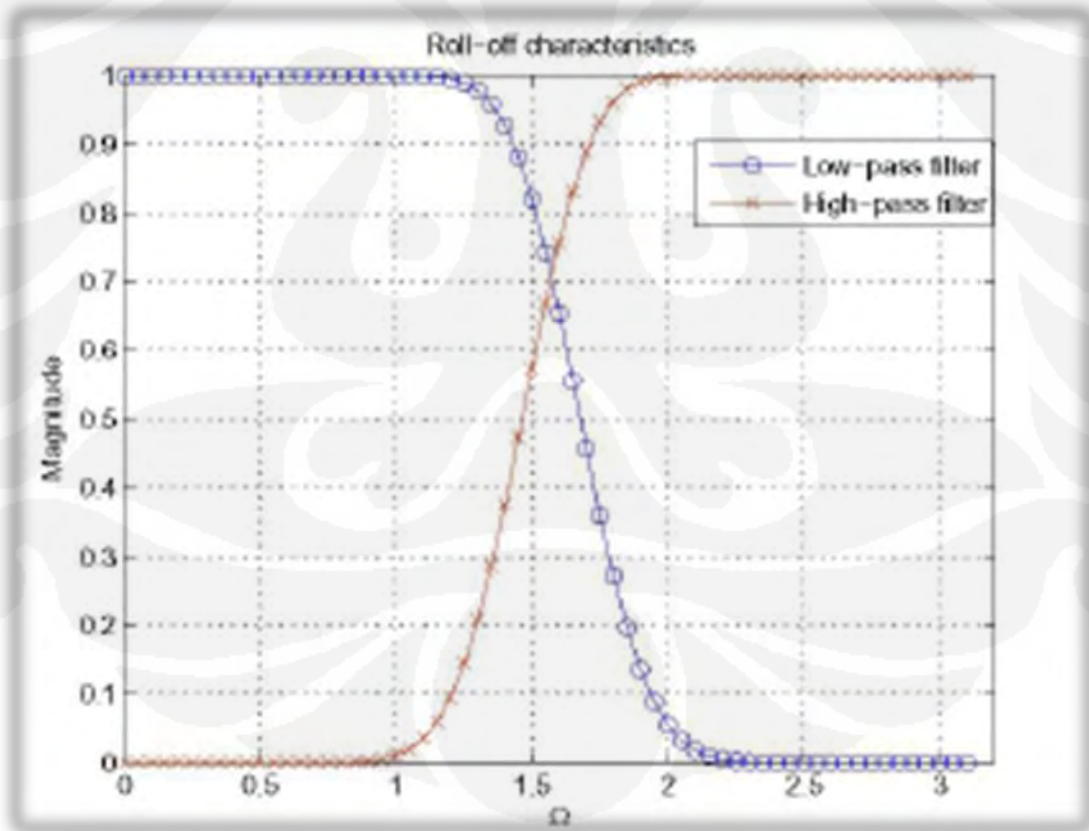 Roll-off characteristics
1
0.9
0.8
0.7
0.6
0.5
0.4
0.3
0.2
0.1
0
Magnitude
Low-pass filter
High-pass filter
0 0.5 1 1.5 2 2.5 3
Ω